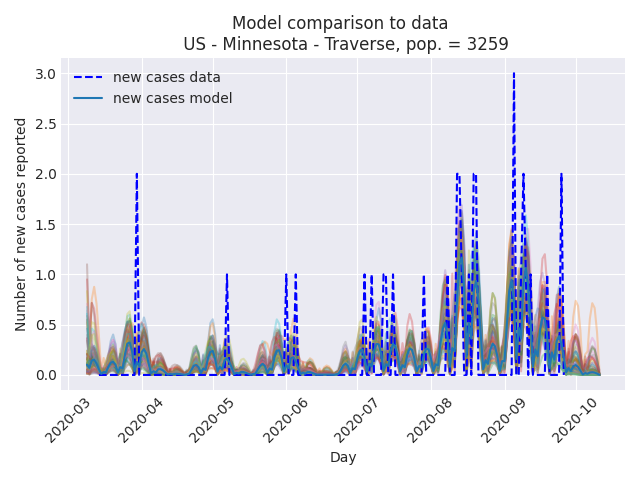 Model comparison to data
US - Minnesota - Traverse, pop. = 3259
new cases data
new cases model
Number of new cases reported
3.0
2.5
2.0
1.5
1.0
0.5
0.0
2020-03
2020-04
2020-05
2020-06
2020-07
2020-08
2020-09
2020-10
Day